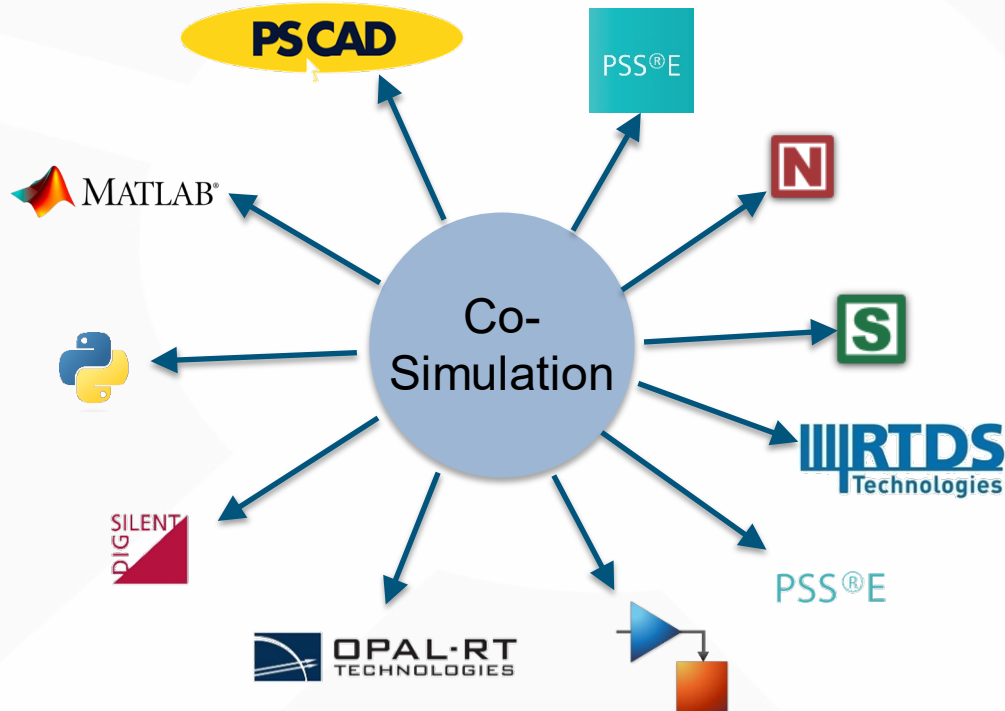 PSCAD
PSS®E
N
MATLAB®
S
Co-
Simulation
RTDS
Technologies
SILENT
DIG
PSS®E
OPAL-RT
TECHNOLOGIES